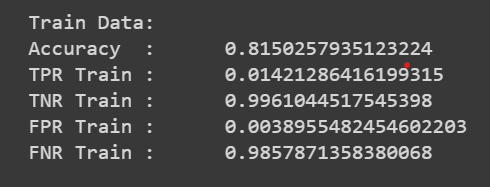 Train Data:
Accuracy  :      0.8150257935123224
TPR Train :      0.01421286416199315
TNR Train :      0.9961044517545398
FPR Train :      0.0038955482454602203
FNR Train :      0.9857871358380068